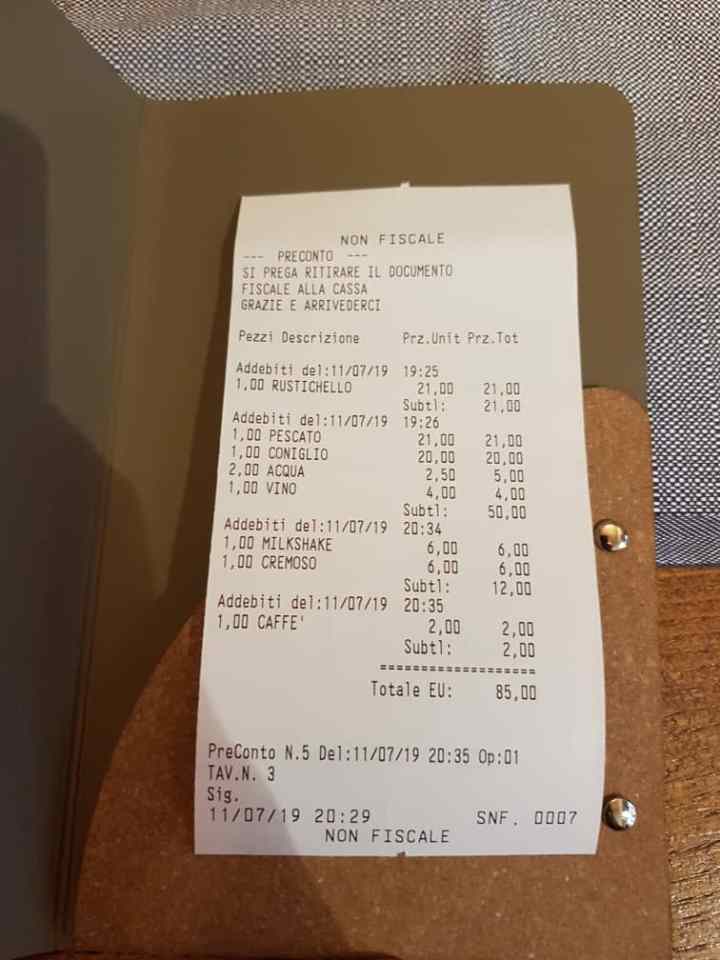 NON FISCALE
--- PRECONTO ---
SI PREGA RITIRARE IL DOCUMENTO
FISCALE ALLA CASSA
GRAZIE E ARRIVEDERCI
Pezzi Descrizione Prz.Unit Prz.Tot
Addebiti del:11/07/19 19:25
1,00 RUSTICHELLO 21,00 21,00
Subtl: 21,00
Addebiti del:11/07/19 19:26
1,00 PESCATO 21,00 21,00
1,00 CONIGLIO 20,00 20,00
2,00 ACQUA 2,50 5,00
1,00 VINO 4,00 4,00
Subtl: 50,00
Addebiti del:11/07/19 20:34
1,00 MILKSHAKE 6,00 6,00
1,00 CREMOSO 6,00 6,00
Subtl: 12,00
Addebiti del:11/07/19 20:35
1,00 CAFFE' 2,00 2,00
Subtl: 2,00
==================
Totale EU: 85,00
PreConto N.5 Del:11/07/19 20:35 Op:01
TAV.N. 3
Sig.
11/07/19 20:29 SNF. 0007
NON FISCALE